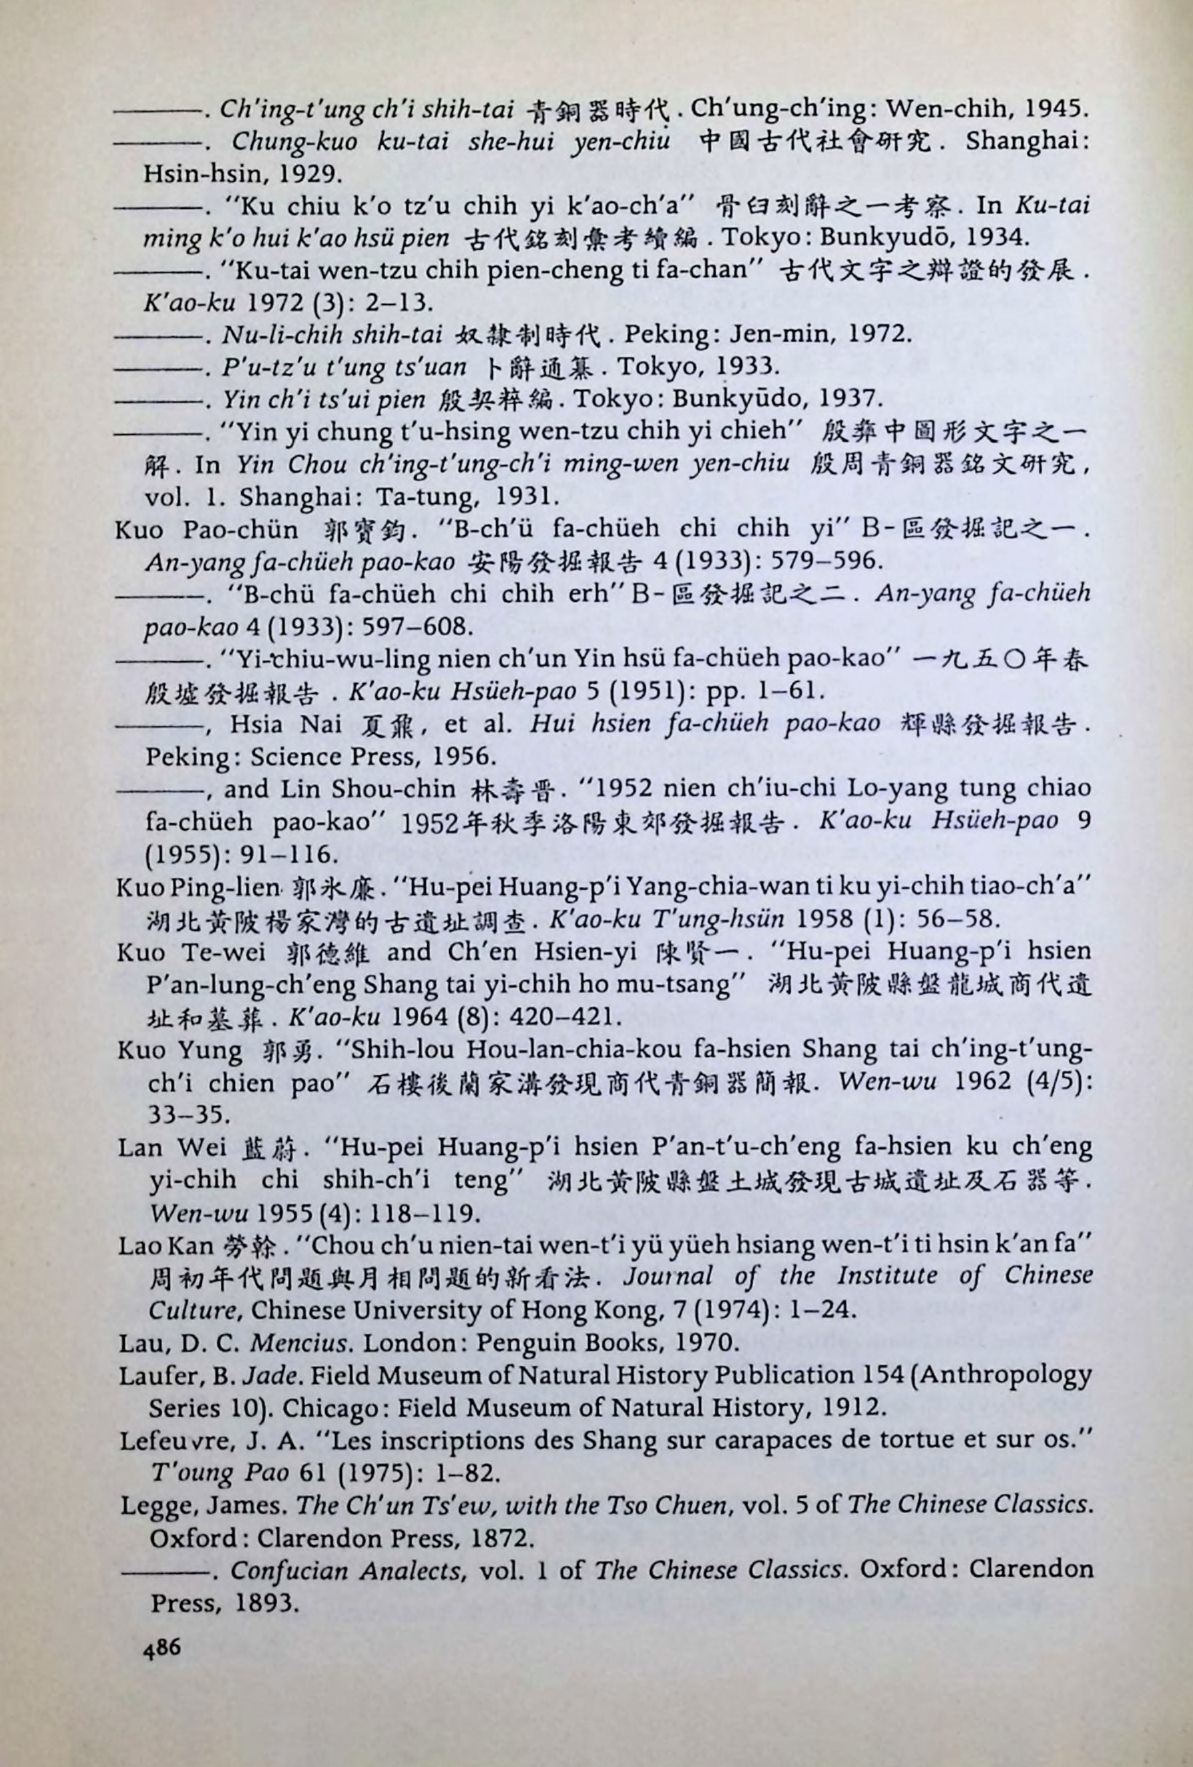 ———. Ch'ing-t'ung ch'i shih-tai 青銅器時代. Ch'ung-ch'ing: Wen-chih, 1945.
———. Chung-kuo ku-tai she-hui yen-chiu 中國古代社會研究. Shanghai:
Hsin-hsin, 1929.
———. "Ku chiu k'o tz'u chih yi k'ao-ch'a" 骨臼刻辭之一考察. In Ku-tai
ming k'o hui k'ao hsü pien 古代銘刻彙考續編. Tokyo: Bunkyudō, 1934.
———. "Ku-tai wen-tzu chih pien-cheng ti fa-chan" 古代文字之辯證的發展.
K'ao-ku 1972 (3): 2–13.
———. Nu-li-chih shih-tai 奴隸制時代. Peking: Jen-min, 1972.
———. P'u-tz'u t'ung ts'uan 卜辭通纂. Tokyo, 1933.
———. Yin ch'i ts'ui pien 殷契粹編. Tokyo: Bunkyūdo, 1937.
———. "Yin yi chung t'u-hsing wen-tzu chih yi chieh" 殷彝中圖形文字之一
解. In Yin Chou ch'ing-t'ung-ch'i ming-wen yen-chiu 殷周青銅器銘文研究,
vol. 1. Shanghai: Ta-tung, 1931.
Kuo Pao-chün 郭寶鈞. "B-ch'ü fa-chüeh chi chih yi" B-區發掘記之一.
An-yang fa-chüeh pao-kao 安陽發掘報告 4 (1933): 579–596.
———. "B-chü fa-chüeh chi chih erh" B-區發掘記之二. An-yang fa-chüeh
pao-kao 4 (1933): 597–608.
———. "Yi-chiu-wu-ling nien ch'un Yin hsü fa-chüeh pao-kao" 一九五〇年春
殷墟發掘報告. K'ao-ku Hsüeh-pao 5 (1951): pp. 1–61.
———, Hsia Nai 夏鼐, et al. Hui hsien fa-chüeh pao-kao 輝縣發掘報告.
Peking: Science Press, 1956.
———, and Lin Shou-chin 林壽晋. "1952 nien ch'iu-chi Lo-yang tung chiao
fa-chüeh pao-kao" 1952年秋季洛陽東郊發掘報告. K'ao-ku Hsüeh-pao 9
(1955): 91–116.
Kuo Ping-lien 郭氷廉. "Hu-pei Huang-p'i Yang-chia-wan ti ku yi-chih tiao-ch'a"
湖北黃陂楊家灣的古遺址調查. K'ao-ku T'ung-hsün 1958 (1): 56–58.
Kuo Te-wei 郭德維 and Ch'en Hsien-yi 陳賢一. "Hu-pei Huang-p'i hsien
P'an-lung-ch'eng Shang tai yi-chih ho mu-tsang" 湖北黃陂縣盤龍城商代遺
址和墓葬. K'ao-ku 1964 (8): 420–421.
Kuo Yung 郭勇. "Shih-lou Hou-lan-chia-kou fa-hsien Shang tai ch'ing-t'ung-
ch'i chien pao" 石樓後蘭家溝發現商代青銅器簡報. Wen-wu 1962 (4/5):
33–35.
Lan Wei 藍蔚. "Hu-pei Huang-p'i hsien P'an-t'u-ch'eng fa-hsien ku ch'eng
yi-chih chi shih-ch'i teng" 湖北黃陂縣盤土城發現古城遺址及石器等.
Wen-wu 1955 (4): 118–119.
Lao Kan 勞榦. "Chou ch'u nien-tai wen-t'i yü yüeh hsiang wen-t'i ti hsin k'an fa"
周初年代問題與月相問題的新看法. Journal of the Institute of Chinese
Culture, Chinese University of Hong Kong, 7 (1974): 1–24.
Lau, D. C. Mencius. London: Penguin Books, 1970.
Laufer, B. Jade. Field Museum of Natural History Publication 154 (Anthropology
Series 10). Chicago: Field Museum of Natural History, 1912.
Lefeuvre, J. A. "Les inscriptions des Shang sur carapaces de tortue et sur os."
T'oung Pao 61 (1975): 1–82.
Legge, James. The Ch'un Ts'ew, with the Tso Chuen, vol. 5 of The Chinese Classics.
Oxford: Clarendon Press, 1872.
———. Confucian Analects, vol. 1 of The Chinese Classics. Oxford: Clarendon
Press, 1893.
486